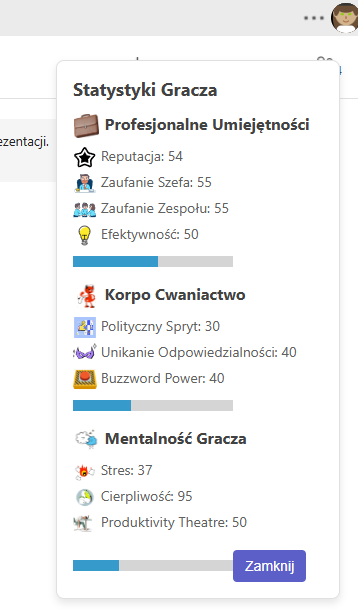 Statystyki Gracza
Profesjonalne Umiejętności
ezentacji.
Reputacja: 54
Zaufanie Szefa: 55
Zaufanie Zespołu: 55
Efektywność: 50
Korpo Cwaniactwo
Polityczny Spryt: 30
Unikanie Odpowiedzialności: 40
Buzzword Power: 40
Mentalność Gracza
Stres: 37
Cierpliwość: 95
Produktivity Theatre: 50
Zamknij